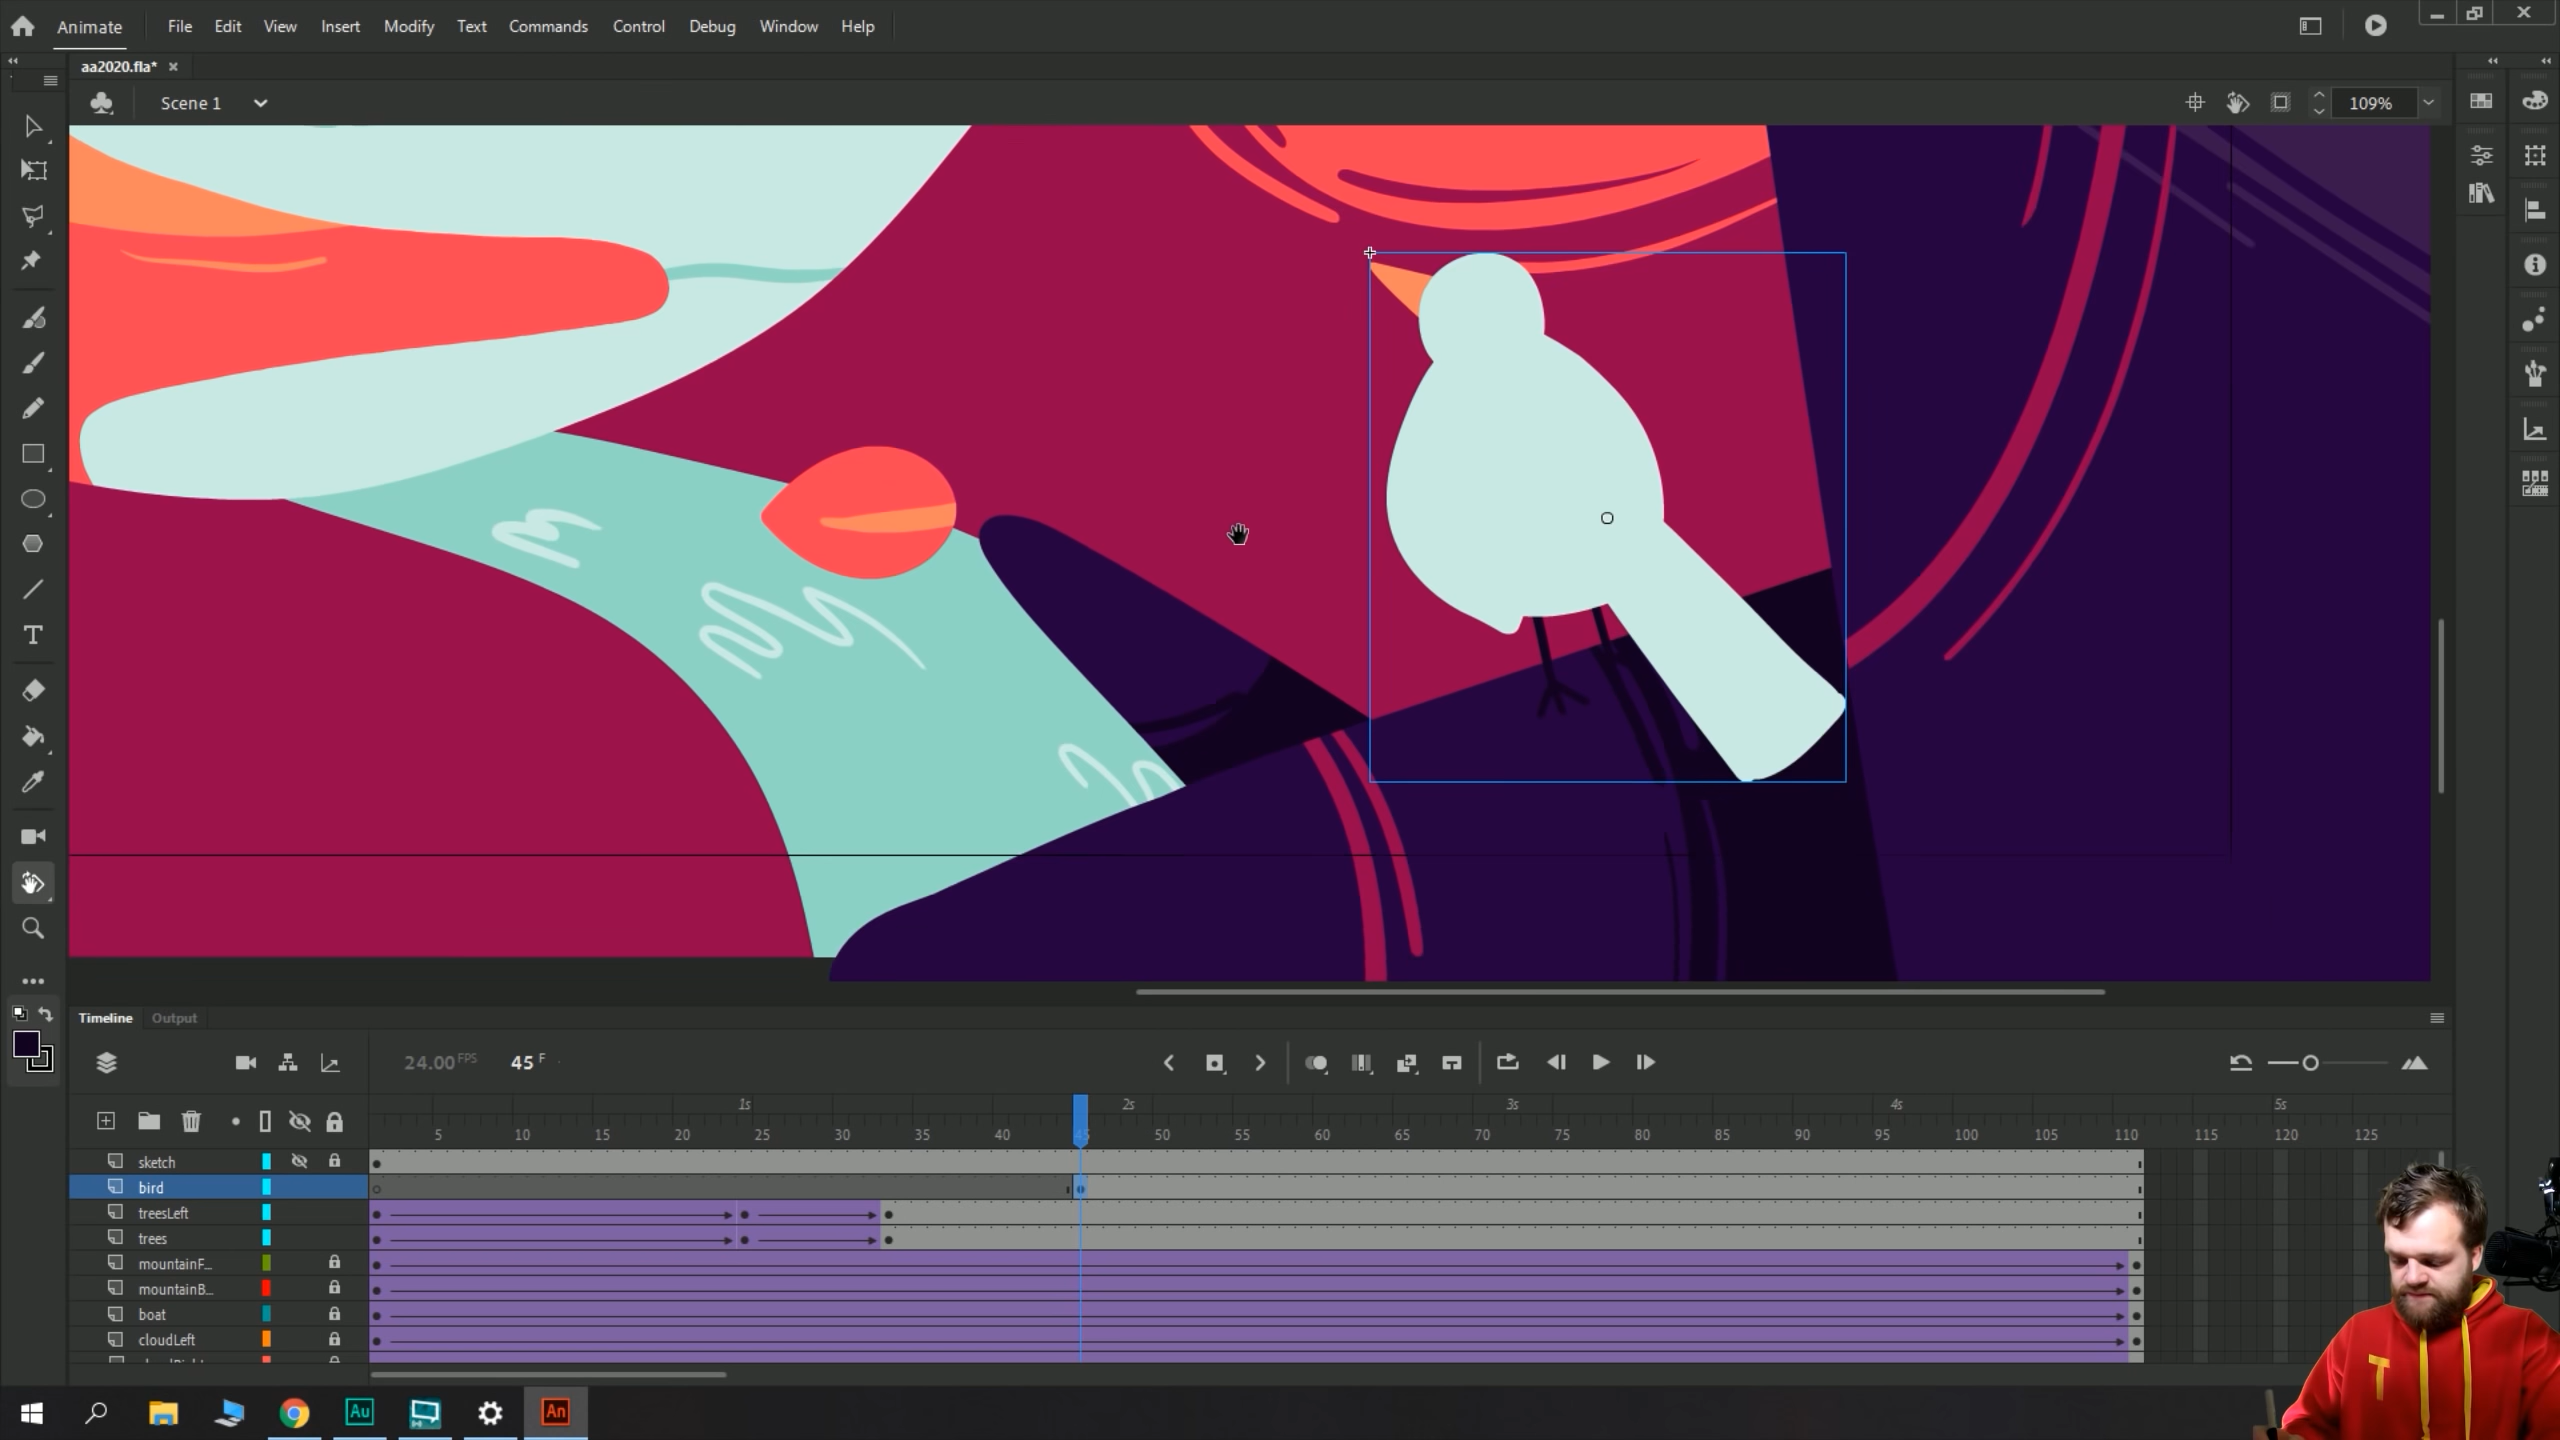 Animate File Edit View Insert Modify Text Commands Control Debug Window Help
aa2020.fla* ×
Scene 1 109%
T
Timeline Output
24.00 FPS 45 F
1s 2s 3s 4s 5s
5 10 15 20 25 30 35 40 45 50 55 60 65 70 75 80 85 90 95 100 105 110 115 120 125
sketch
bird
treesLeft
trees
mountainF...
mountainB...
boat
cloudLeft
Au An
T